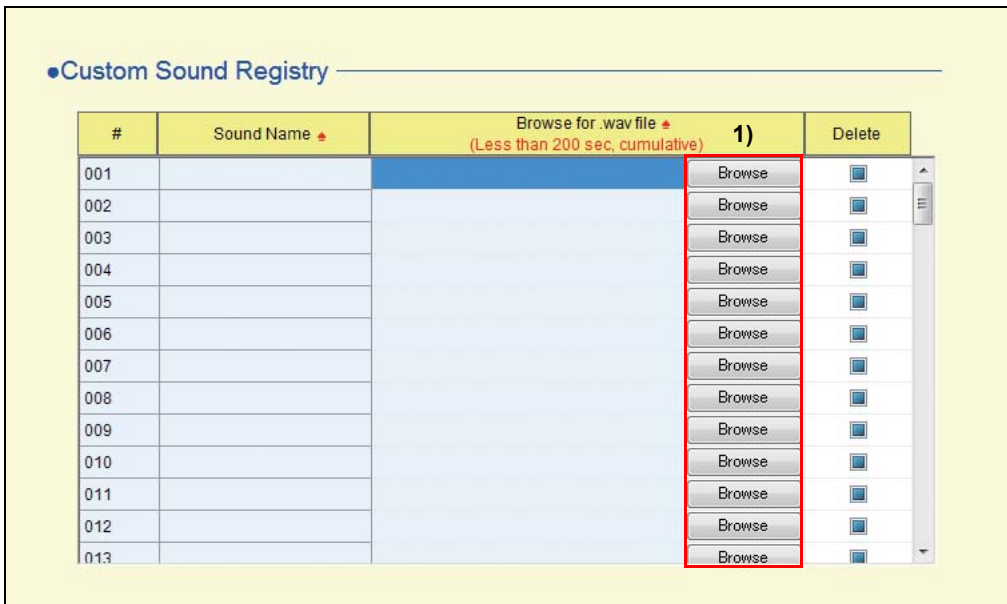 ●Custom Sound Registry
# Sound Name ♠ Browse for .wav file ♠ 1) Delete
(Less than 200 sec, cumulative)
001 Browse
002 Browse
003 Browse
004 Browse
005 Browse
006 Browse
007 Browse
008 Browse
009 Browse
010 Browse
011 Browse
012 Browse
013 Browse